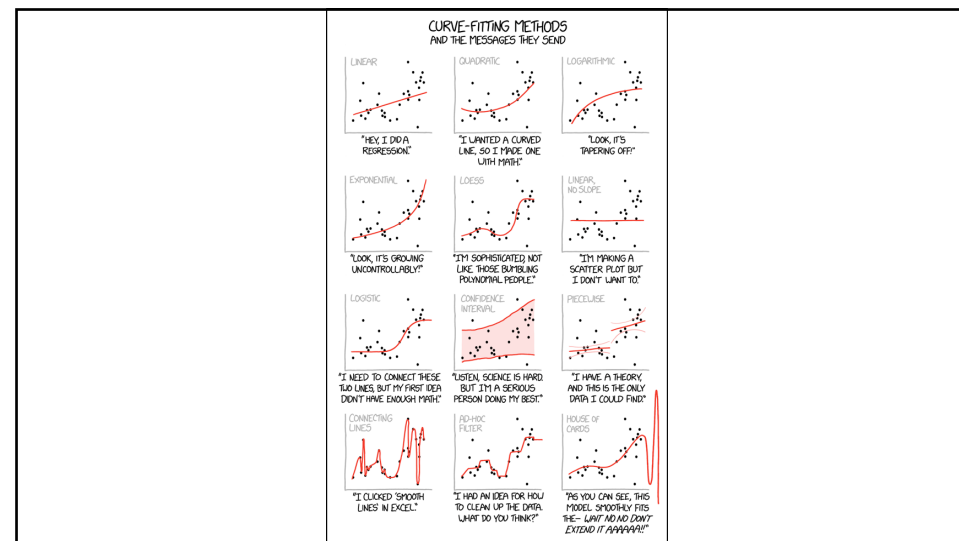 CURVE-FITTING METHODS
AND THE MESSAGES THEY SEND
LINEAR
"HEY, I DID A
REGRESSION."
QUADRATIC
"I WANTED A CURVED
LINE, SO I MADE ONE
WITH MATH."
LOGARITHMIC
"LOOK, IT'S
TAPERING OFF!"
EXPONENTIAL
"LOOK, IT'S GROWING
UNCONTROLLABLY!"
LOESS
"I'M SOPHISTICATED, NOT
LIKE THOSE BUMBLING
POLYNOMIAL PEOPLE."
LINEAR,
NO SLOPE
"I'M MAKING A
SCATTER PLOT BUT
I DON'T WANT TO."
LOGISTIC
"I NEED TO CONNECT THESE
TWO LINES, BUT MY FIRST IDEA
DIDN'T HAVE ENOUGH MATH."
CONFIDENCE
INTERVAL
"LISTEN, SCIENCE IS HARD.
BUT I'M A SERIOUS
PERSON DOING MY BEST."
PIECEWISE
"I HAVE A THEORY,
AND THIS IS THE ONLY
DATA I COULD FIND."
CONNECTING
LINES
"I CLICKED 'SMOOTH
LINES' IN EXCEL."
AD-HOC
FILTER
"I HAD AN IDEA FOR HOW
TO CLEAN UP THE DATA.
WHAT DO YOU THINK?"
HOUSE OF
CARDS
"AS YOU CAN SEE, THIS
MODEL SMOOTHLY FITS
THE- WAIT NO NO DON'T
EXTEND IT AAAAAA!!"